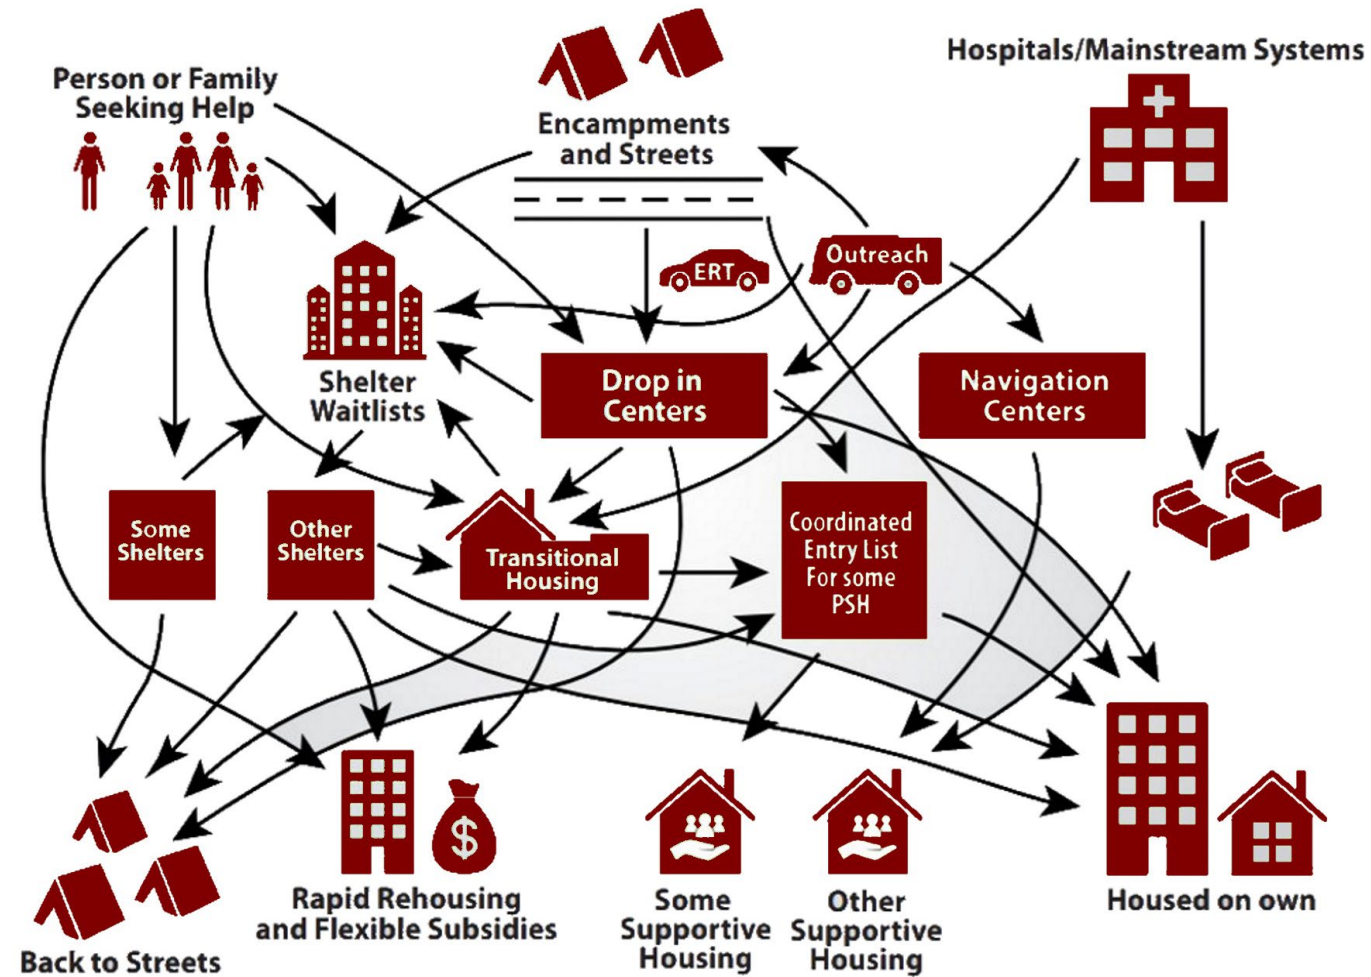 Hospitals/Mainstream Systems
Person or Family
Seeking Help
Encampments
and Streets
Outreach
ERT
Shelter
Waitlists
Drop in
Centers
Navigation
Centers
Some
Shelters
Other
Shelters
Transitional
Housing
Coordinated
Entry List
For some
PSH
$
Back to Streets
Rapid Rehousing
and Flexible Subsidies
Some
Supportive
Housing
Other
Supportive
Housing
Housed on own